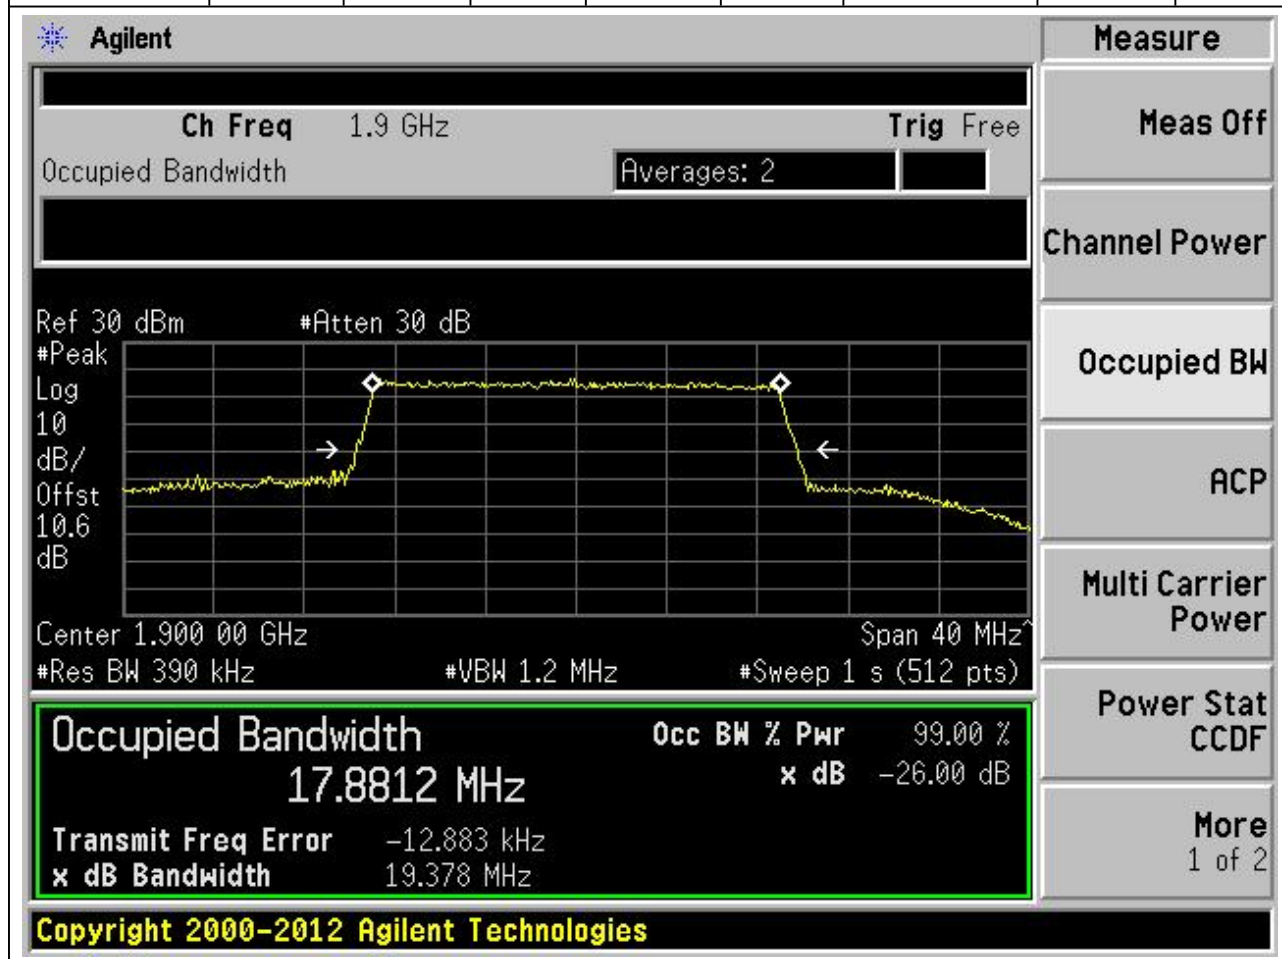 Agilent
Measure
Ch Freq 1.9 GHz Trig Free
Occupied Bandwidth Averages: 2
Meas Off
Channel Power
Occupied BW
ACP
Multi Carrier
Power
Power Stat
CCDF
More
1 of 2
Ref 30 dBm #Atten 30 dB
#Peak
Log
10
dB/
Offst
10.6
dB
Center 1.900 00 GHz Span 40 MHz^
#Res BW 390 kHz #VBW 1.2 MHz #Sweep 1 s (512 pts)
Occupied Bandwidth
17.8812 MHz
Occ BW % Pwr 99.00 %
x dB -26.00 dB
Transmit Freq Error -12.883 kHz
x dB Bandwidth 19.378 MHz
Copyright 2000-2012 Agilent Technologies